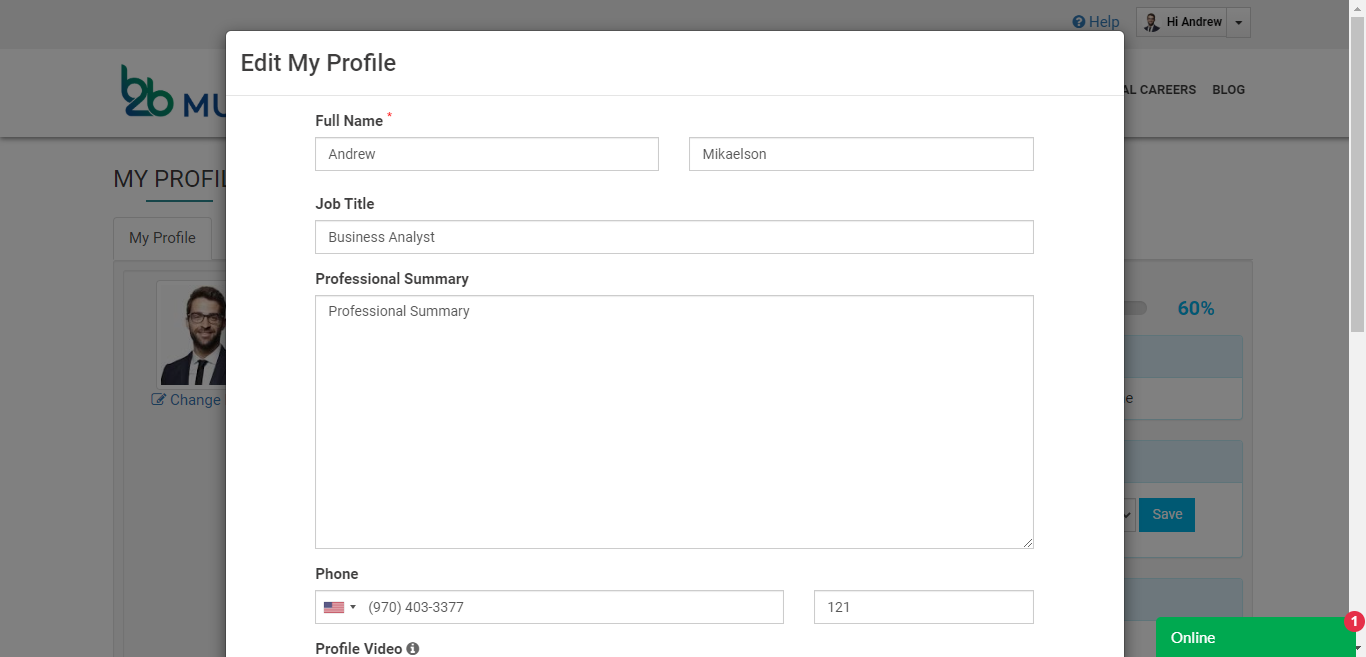 Help
Hi Andrew
Edit My Profile
b2b MU
AL CAREERS BLOG
Full Name *
Andrew Mikaelson
MY PROFIL
Job Title
My Profile
Business Analyst
Professional Summary
Professional Summary
60%
Change
e
Save
Phone
(970) 403-3377 121
Profile Video
1
Online